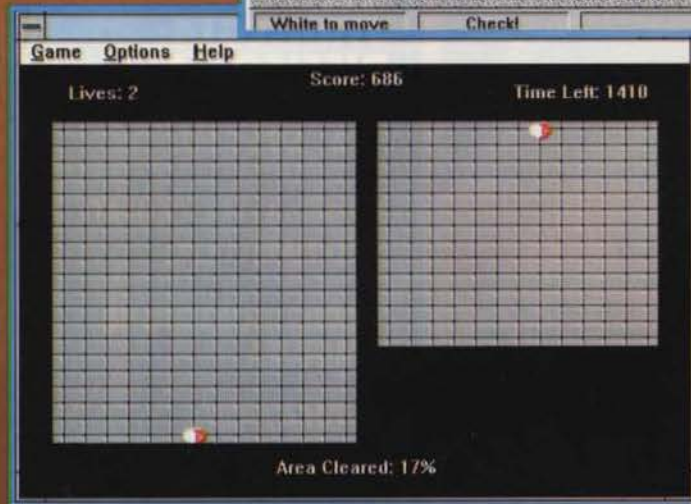 White to move Check!
Game Options Help
Score: 686
Lives: 2 Time Left: 1410
Area Cleared: 17%